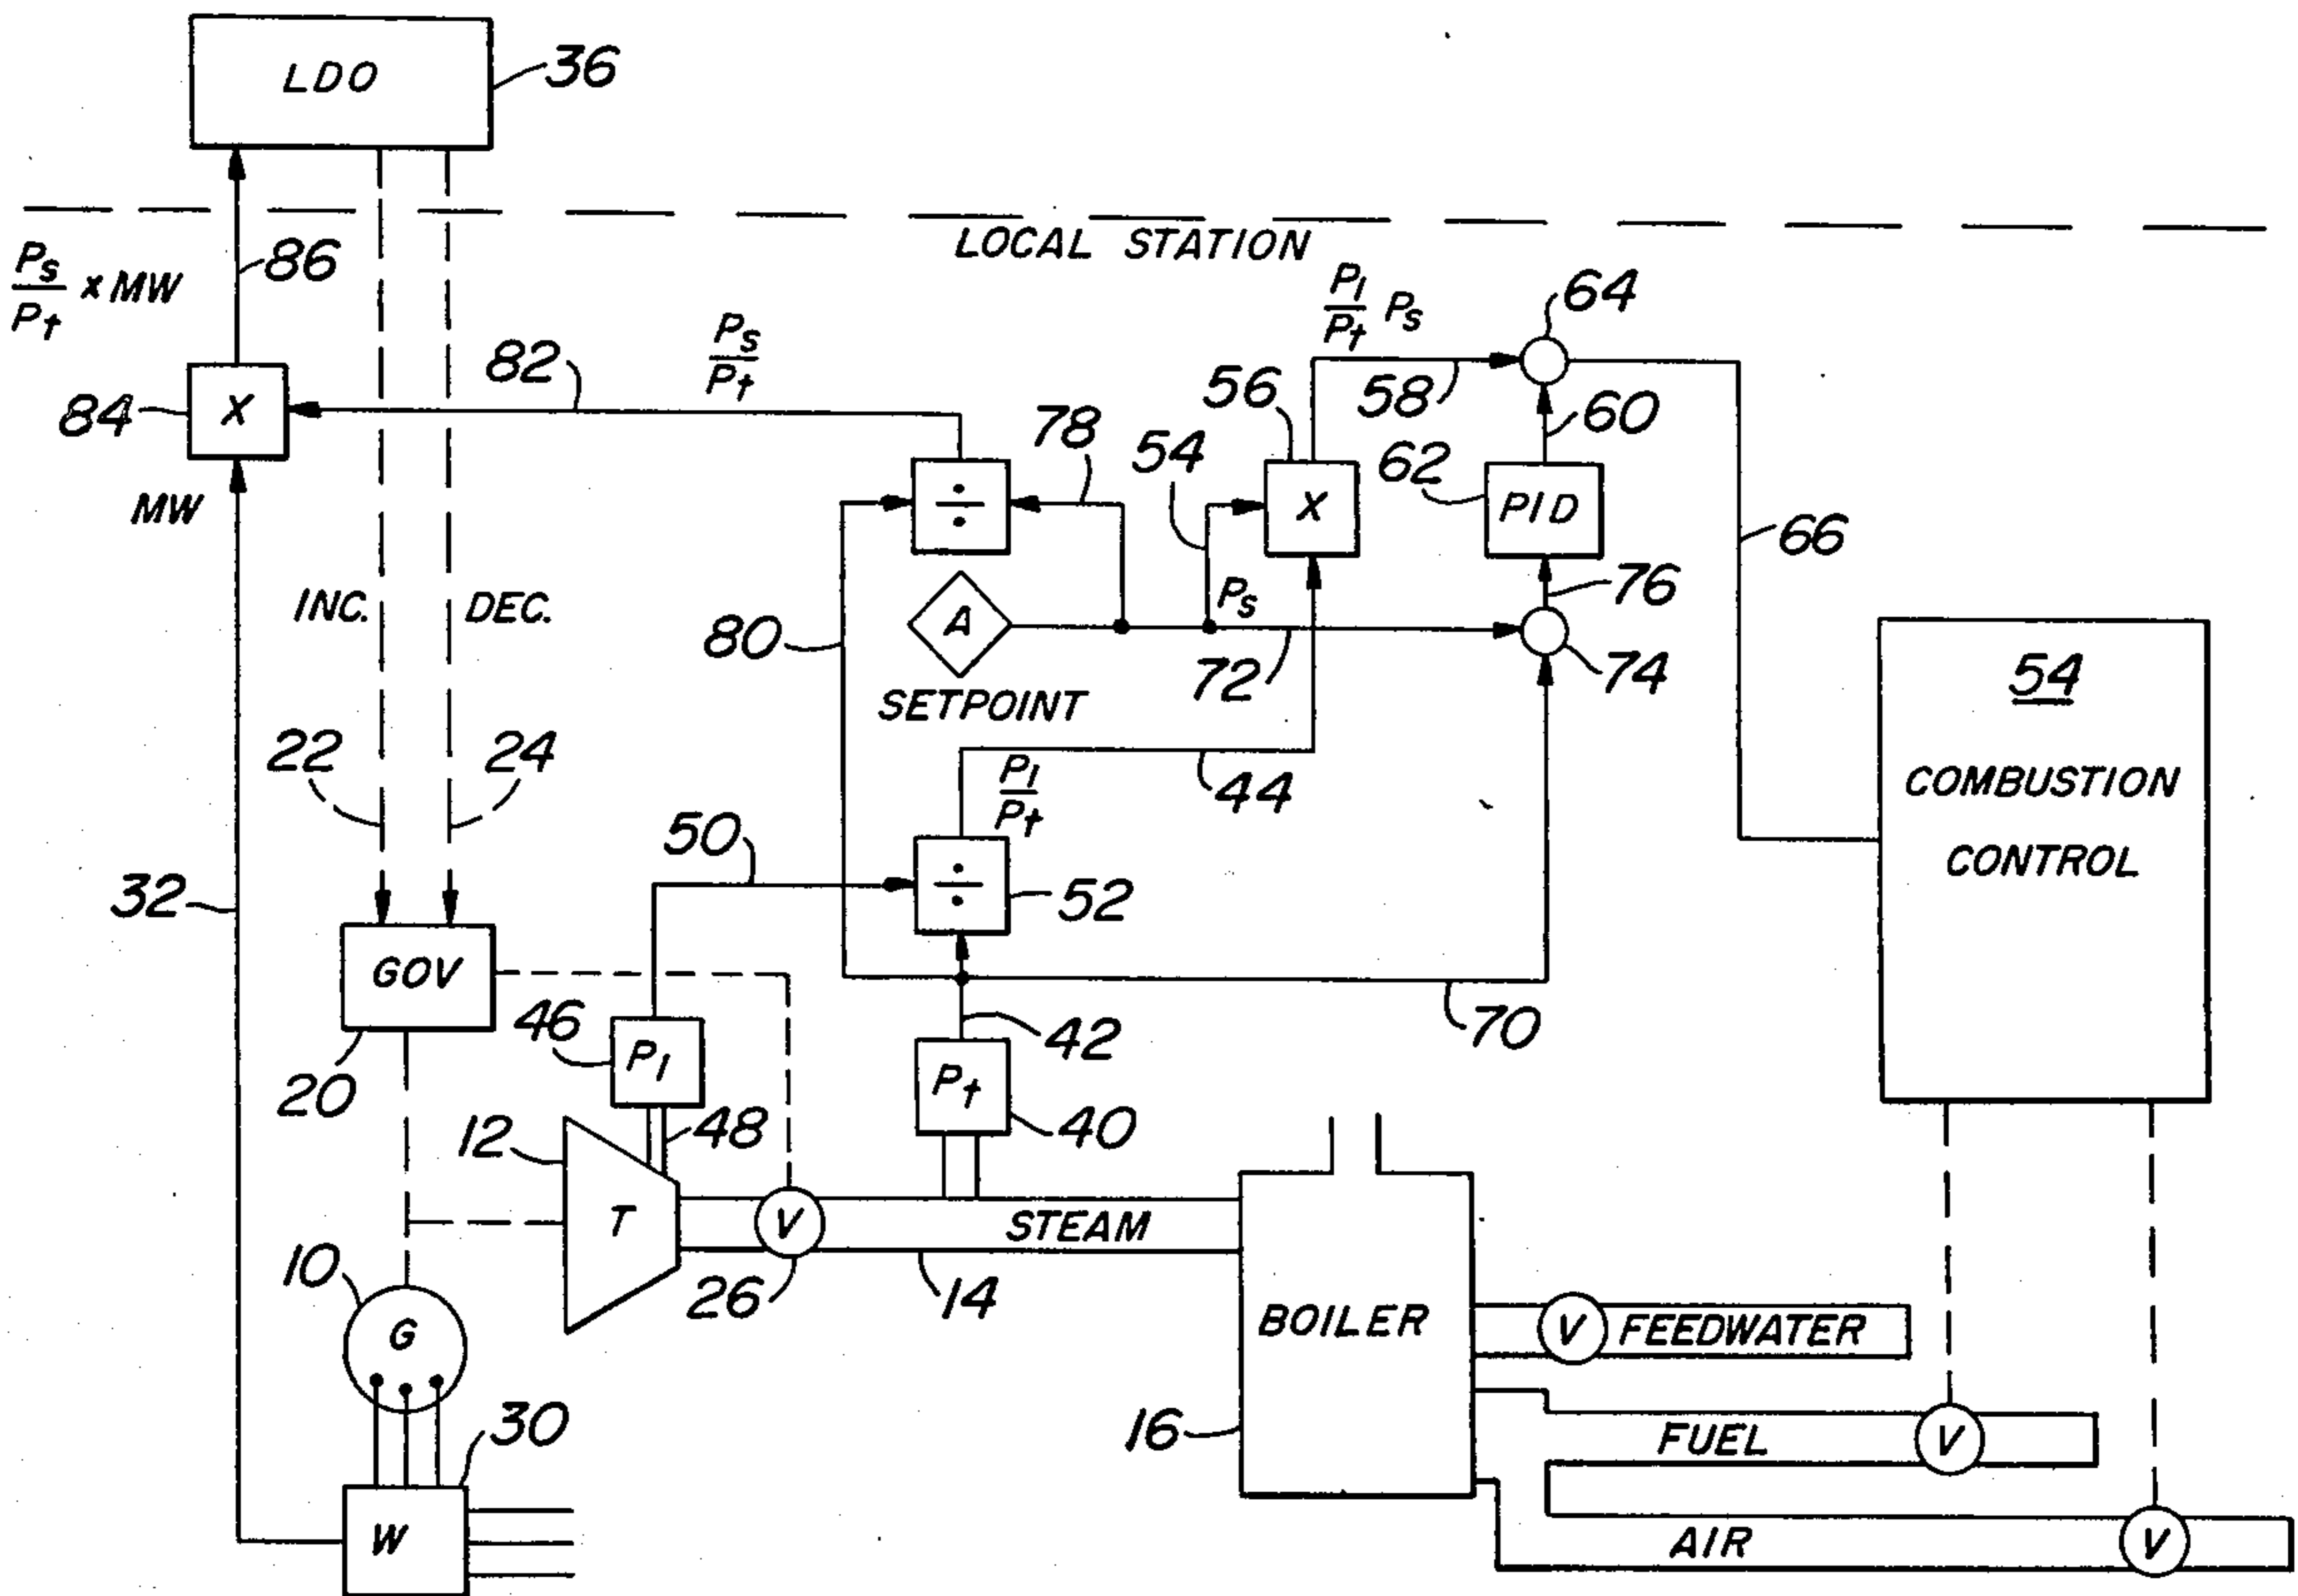 LDO
36
LOCAL STATION
Ps/Pt x MW
86
Ps/Pt
82
84
X
MW
P1/Pt Ps
64
58
60
56
54
78
÷
X
62
PID
66
INC.
DEC.
80
A
Ps
72
76
74
SETPOINT
54
COMBUSTION
CONTROL
22
24
P1/Pt
44
50
÷
52
32
GOV
20
46
P1
48
42
Pt
40
70
12
T
V
26
STEAM
14
10
G
BOILER
16
V FEEDWATER
30
FUEL V
W
AIR V